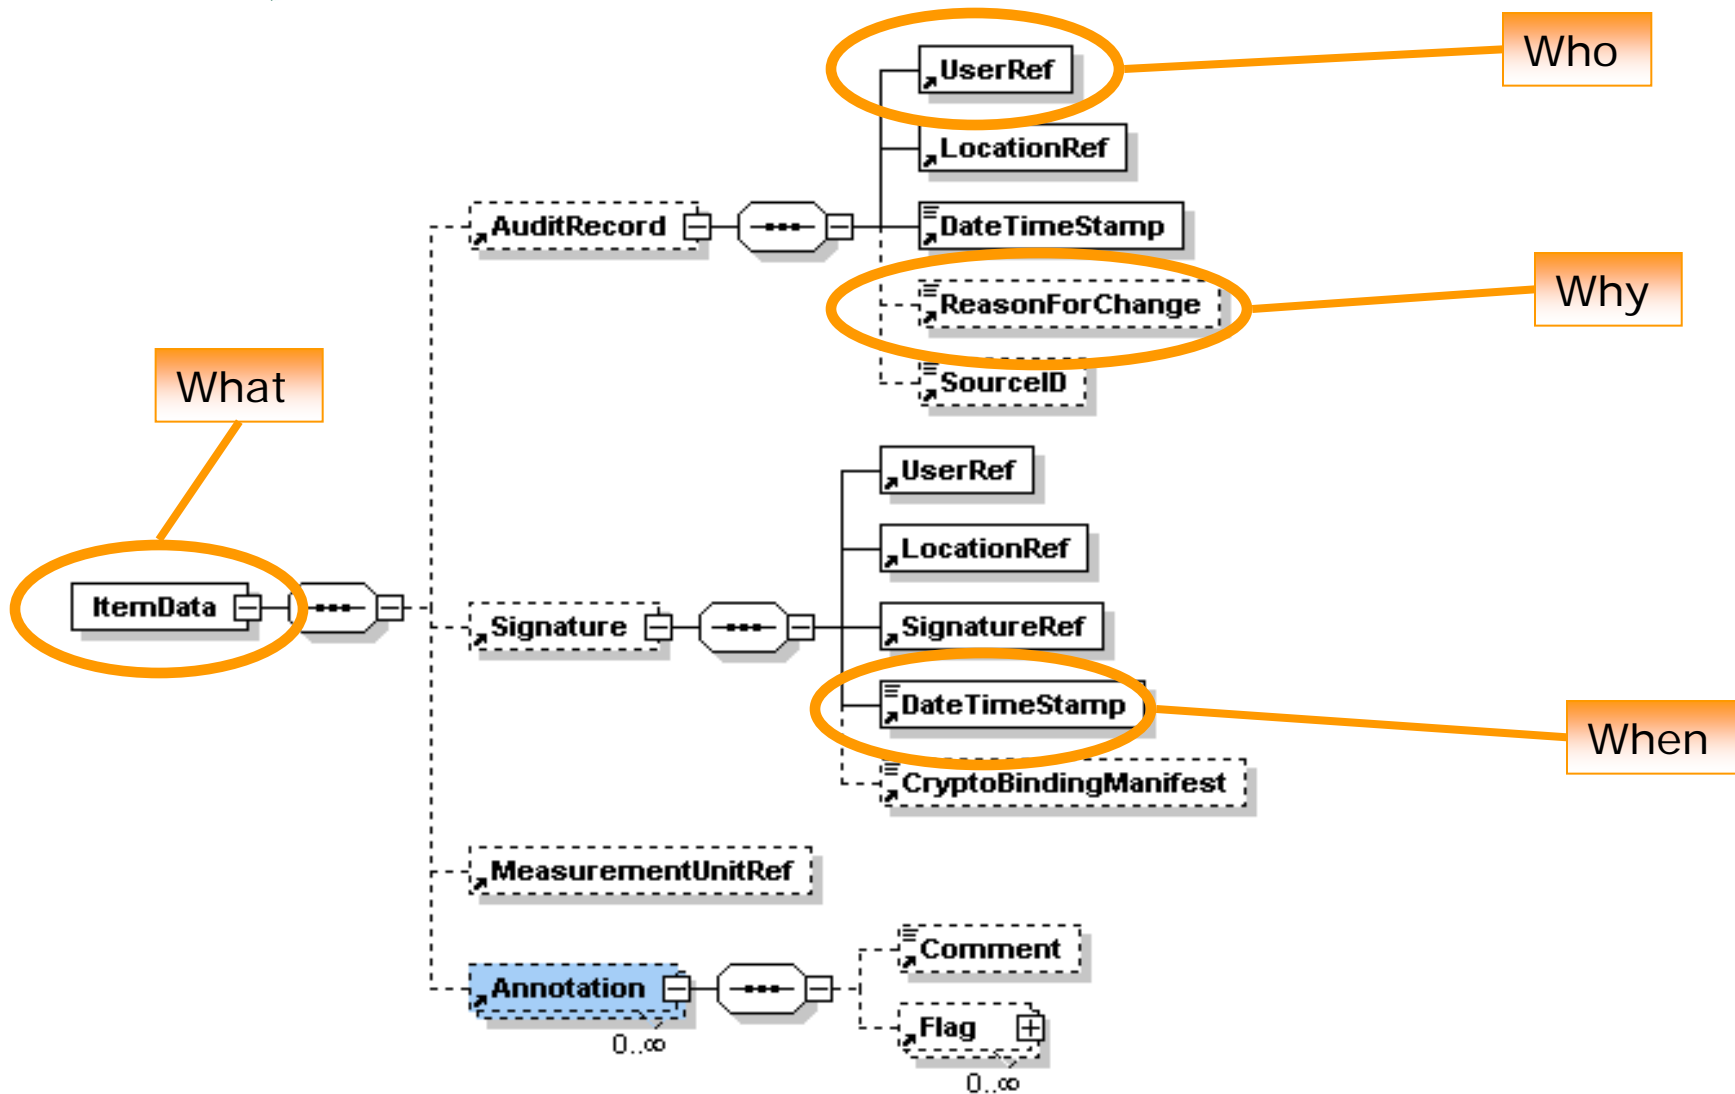 Who
UserRef
LocationRef
AuditRecord
DateTimeStamp
ReasonForChange
Why
SourceID
What
UserRef
LocationRef
ItemData
Signature
SignatureRef
DateTimeStamp
When
CryptoBindingManifest
MeasurementUnitRef
Comment
Annotation
0..∞
Flag
0..∞